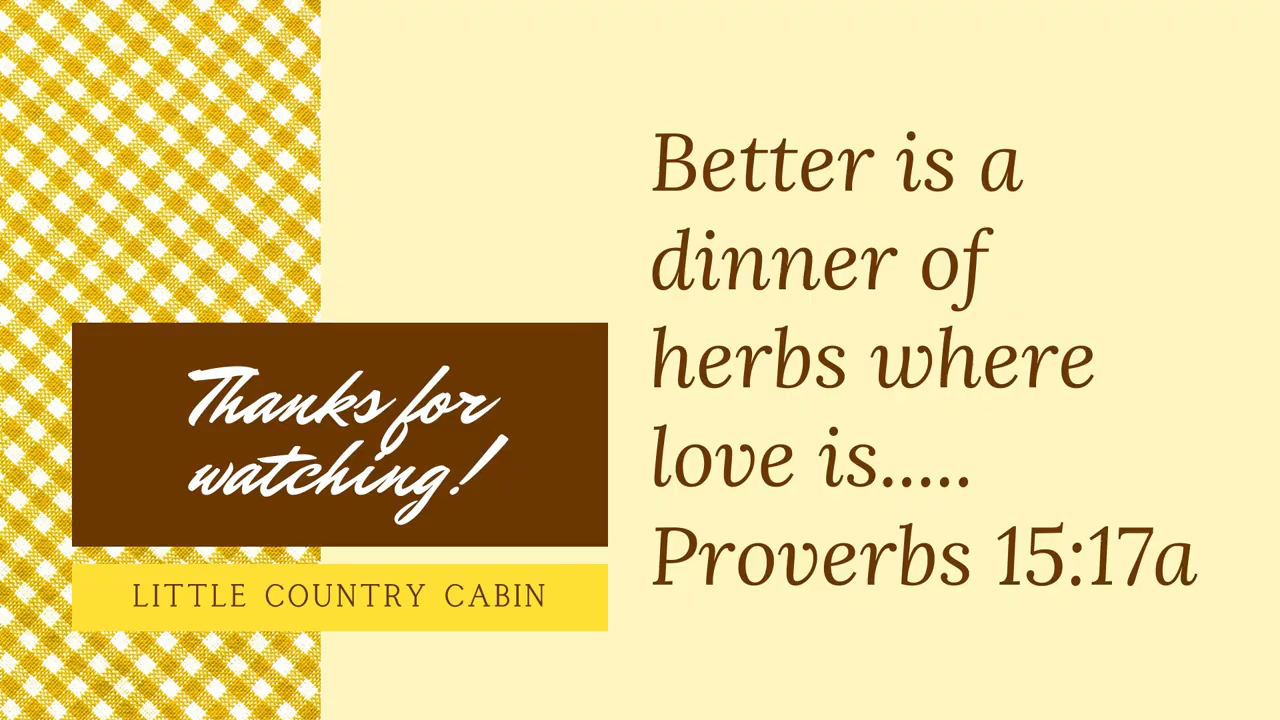 Thanks for
watching!
LITTLE COUNTRY CABIN
Better is a
dinner of
herbs where
love is.....
Proverbs 15:17a